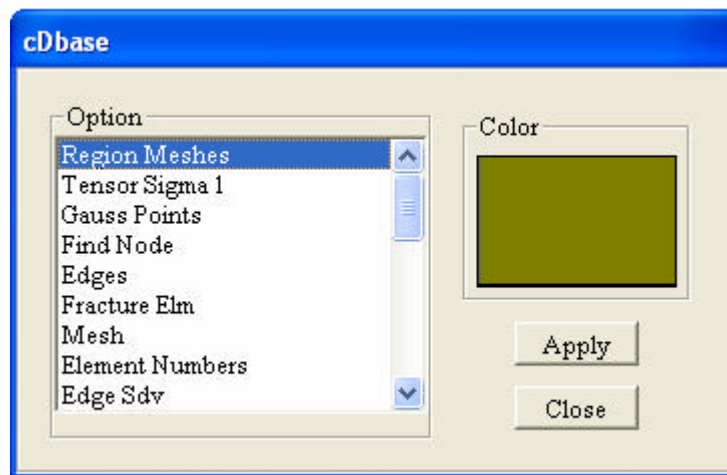 cDbase
Option
Region Meshes
Tensor Sigma 1
Gauss Points
Find Node
Edges
Fracture Elm
Mesh
Element Numbers
Edge Sdv
Color
Apply
Close